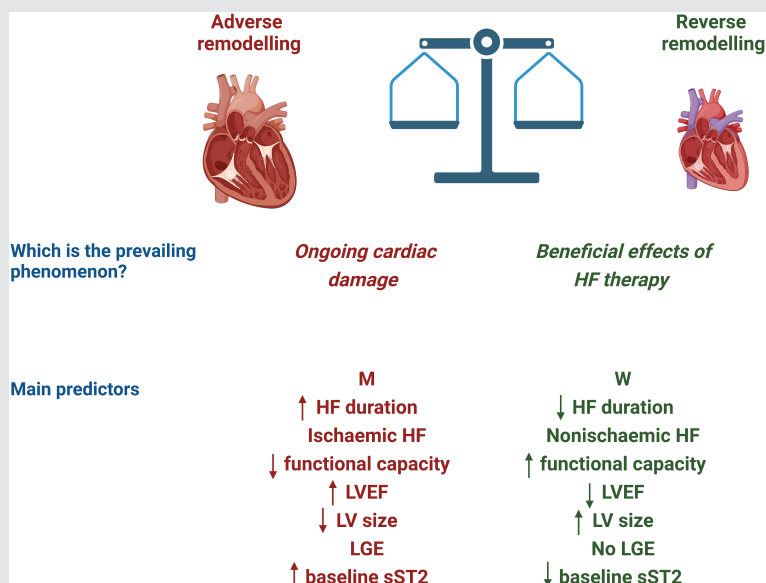 Adverse
remodelling
Reverse
remodelling
Which is the prevailing
phenomenon?
Ongoing cardiac
damage
Beneficial effects of
HF therapy
Main predictors
M
↑ HF duration
Ischaemic HF
↓ functional capacity
↑ LVEF
↓ LV size
LGE
↑ baseline sST2
W
↓ HF duration
Nonischaemic HF
↑ functional capacity
↓ LVEF
↑ LV size
No LGE
↓ baseline sST2